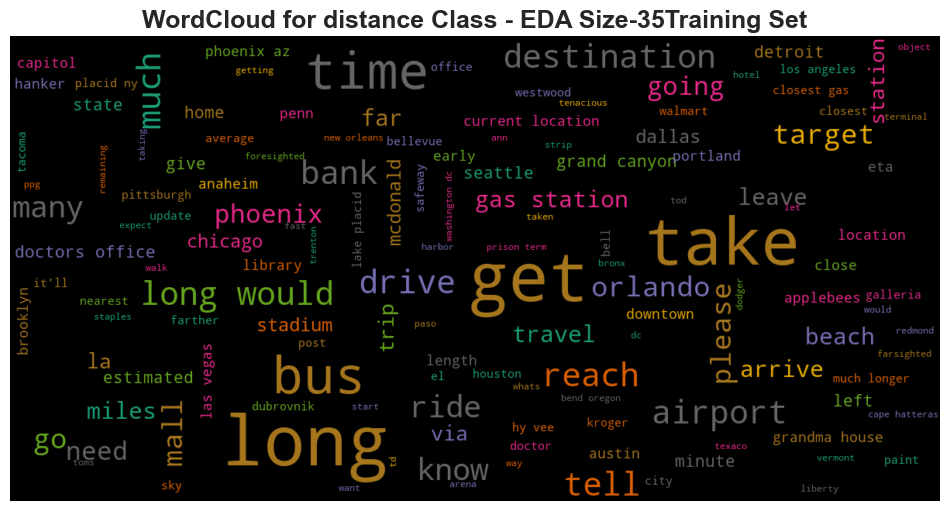 WordCloud for distance Class - EDA Size-35Training Set
capitol
phoenix az
getting
office
time
destination
detroit
los angeles
station
object
hanker
placid ny
much
state
home
penn
far
westwood
tenacious
going
hotel
closest gas
walmart
closest
terminal
tacoma
taking
average
new orleans
bellevue
current location
ann
strip
dallas
target
ppg
remaining
give
foresighted
bank
early
seattle
grand canyon
portland
eta
many
pittsburgh
anaheim
mcdonald
safeway
washington dc
gas station
taken
tod
leave
let
update
expect
phoenix
fast
lake placid
harbor
prison term
bell
take
location
doctors office
walk
chicago
trenton
library
get
bronx
close
it'll
brooklyn
nearest
long would
drive
orlando
dodger
applebees
galleria
would
staples
farther
stadium
trip
paso
travel
downtown
dc
please
beach
redmond
post
la
estimated
las vegas
bus
length
el
houston
whats
reach
arrive
farsighted
much longer
miles
dubrovnik
start
ride
bend oregon
airport
left
cape hatteras
go
need
mall
long
via
hy vee
kroger
doctor
austin
texaco
grandma house
toms
td
know
way
minute
vermont
paint
sky
want
arena
tell
city
liberty